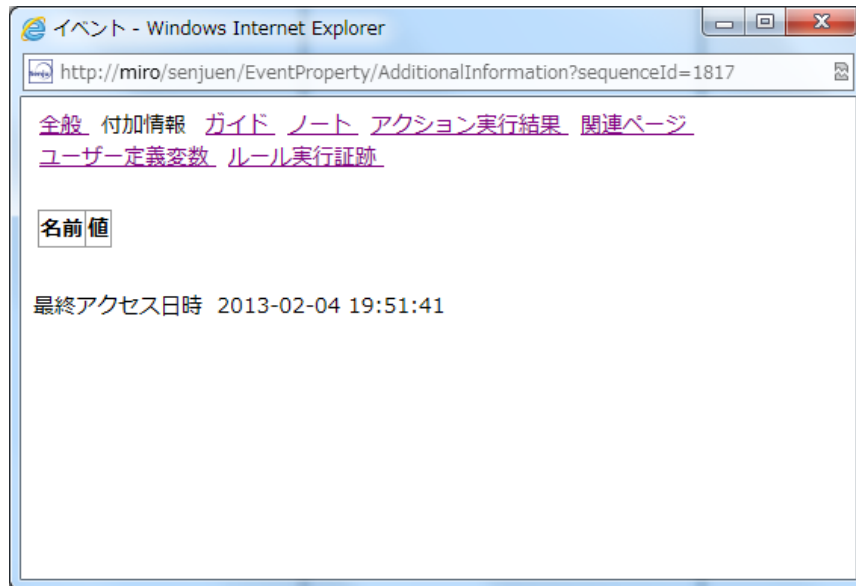 イベント - Windows Internet Explorer
http://miro/senjuen/EventProperty/AdditionalInformation?sequenceId=1817
全般 付加情報 ガイド ノート アクション実行結果 関連ページ
ユーザー定義変数 ルール実行証跡
名前 値
最終アクセス日時 2013-02-04 19:51:41